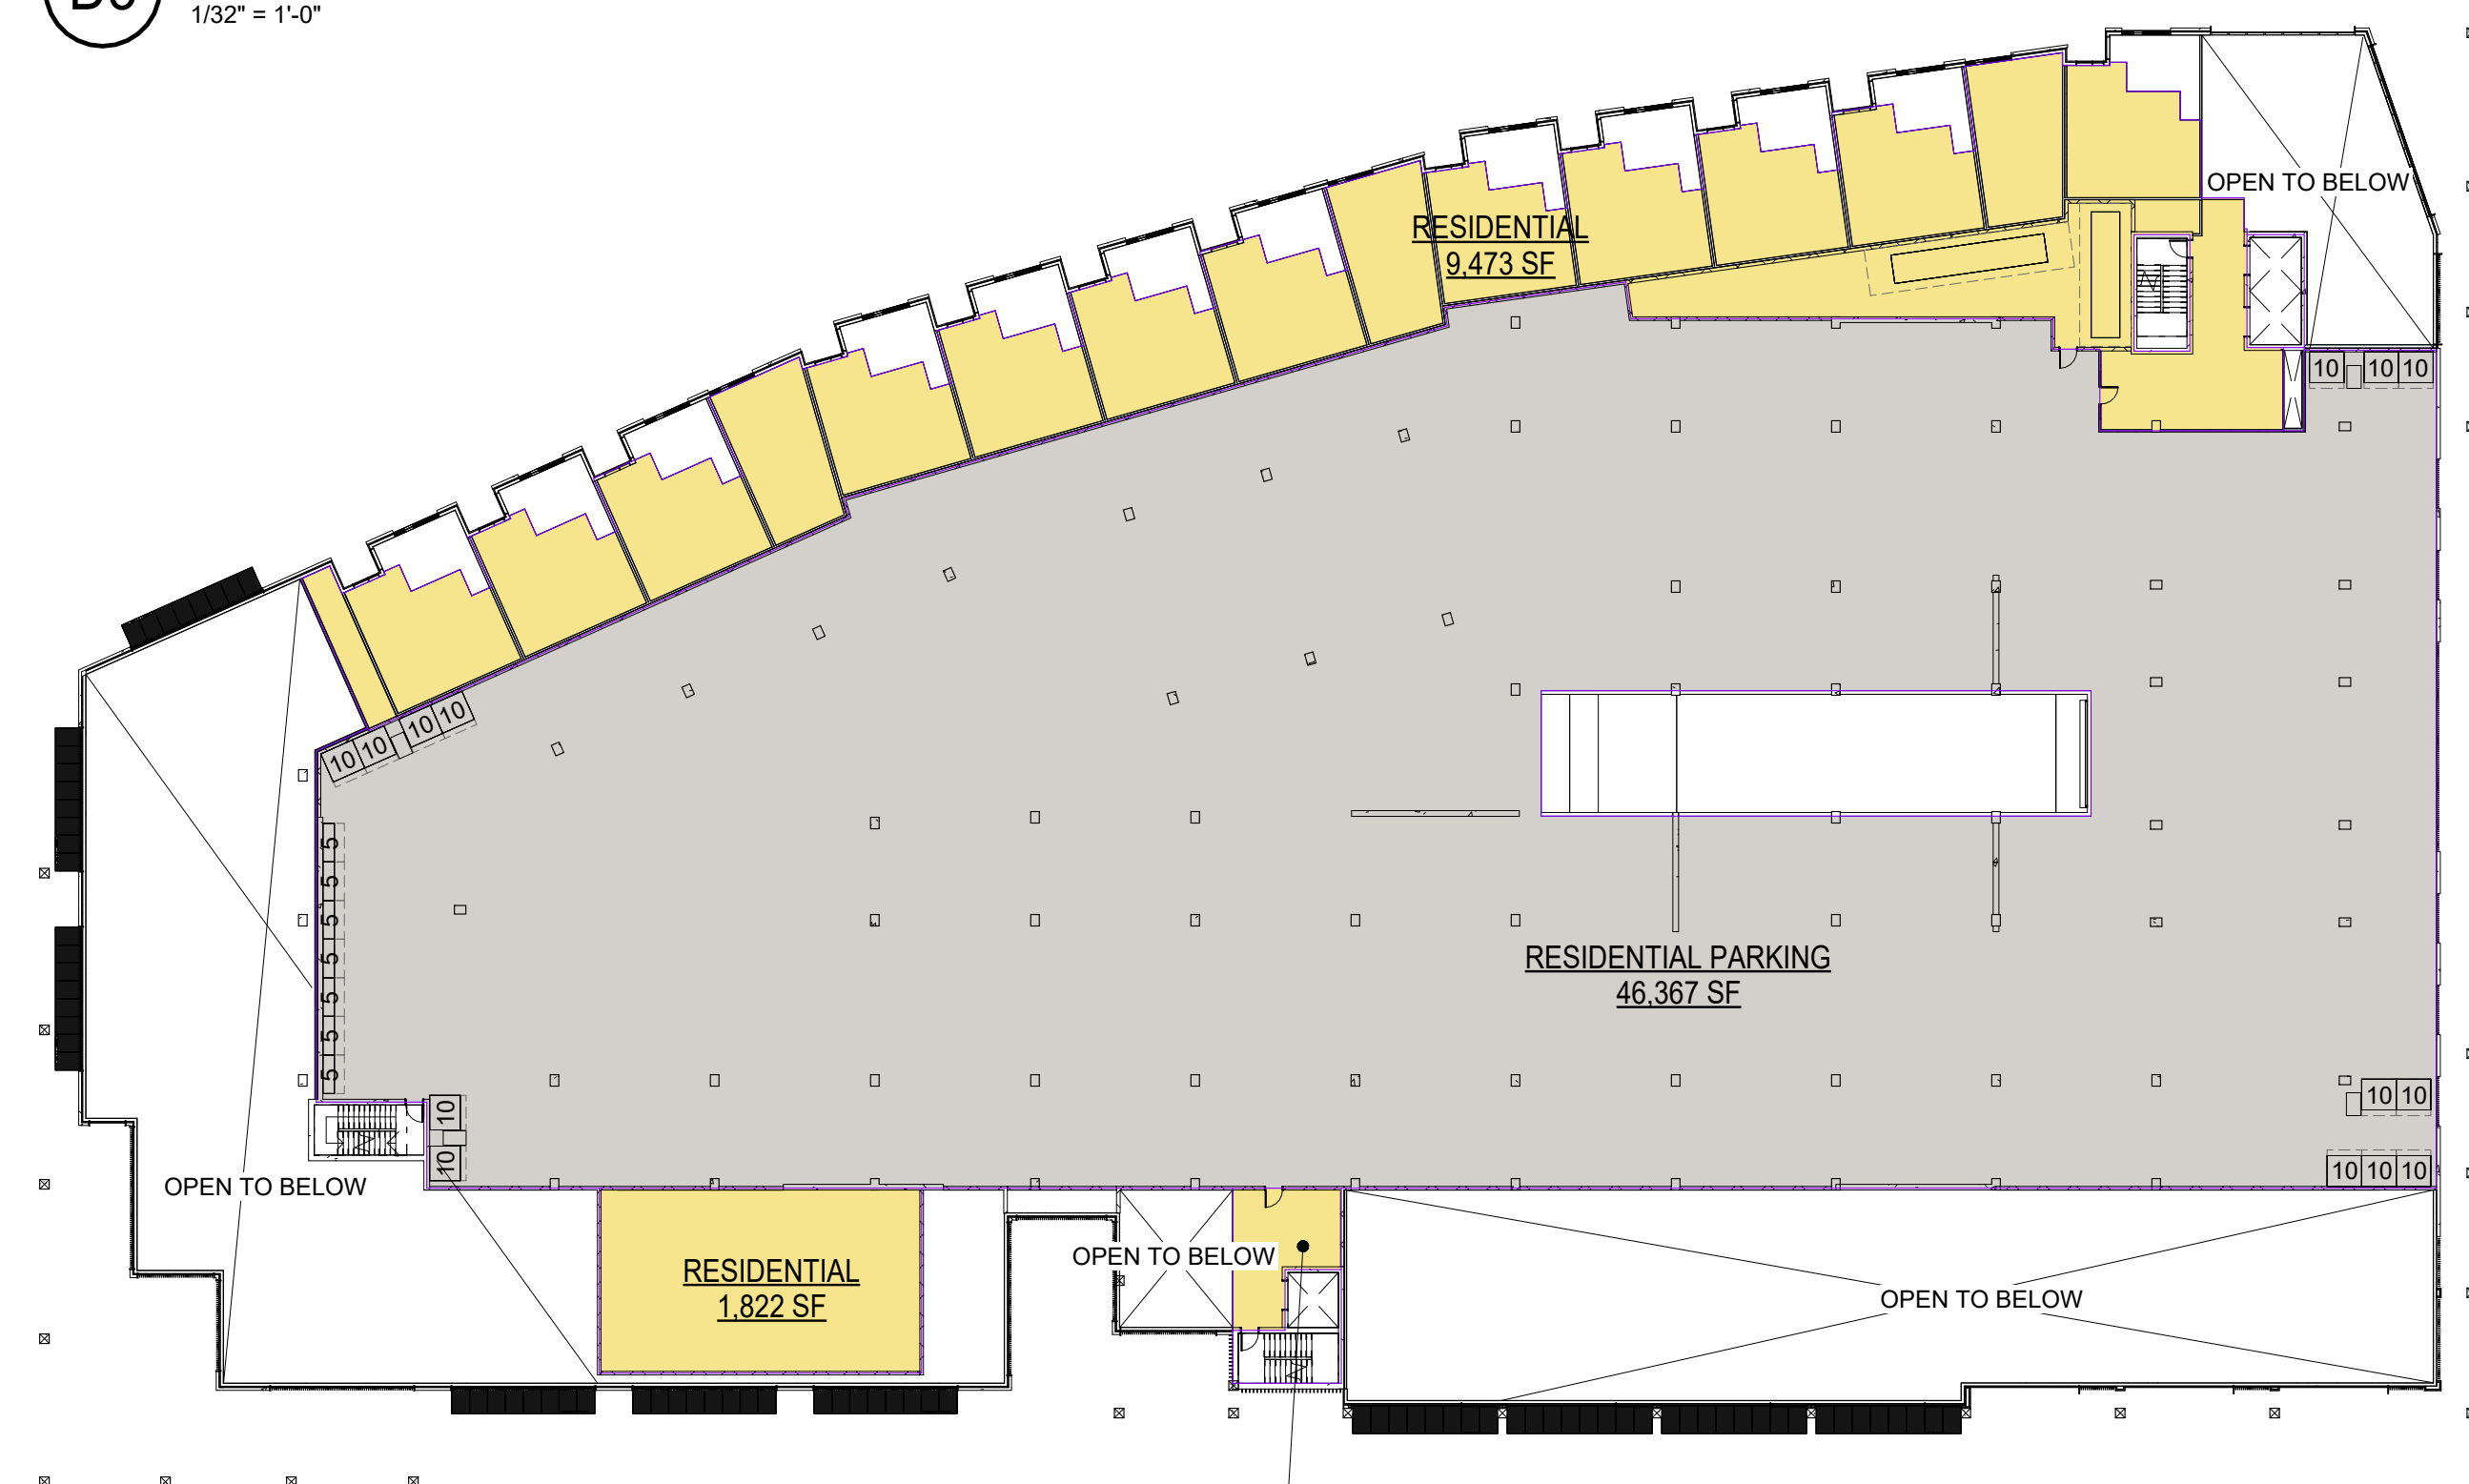 1/32" = 1'-0"
OPEN TO BELOW
RESIDENTIAL
9,473 SF
10 10 10
10 10 10 10
5
5
5
5
5
5
5
RESIDENTIAL PARKING
46,367 SF
10
10
10 10
10 10 10
OPEN TO BELOW
OPEN TO BELOW
RESIDENTIAL
1,822 SF
OPEN TO BELOW